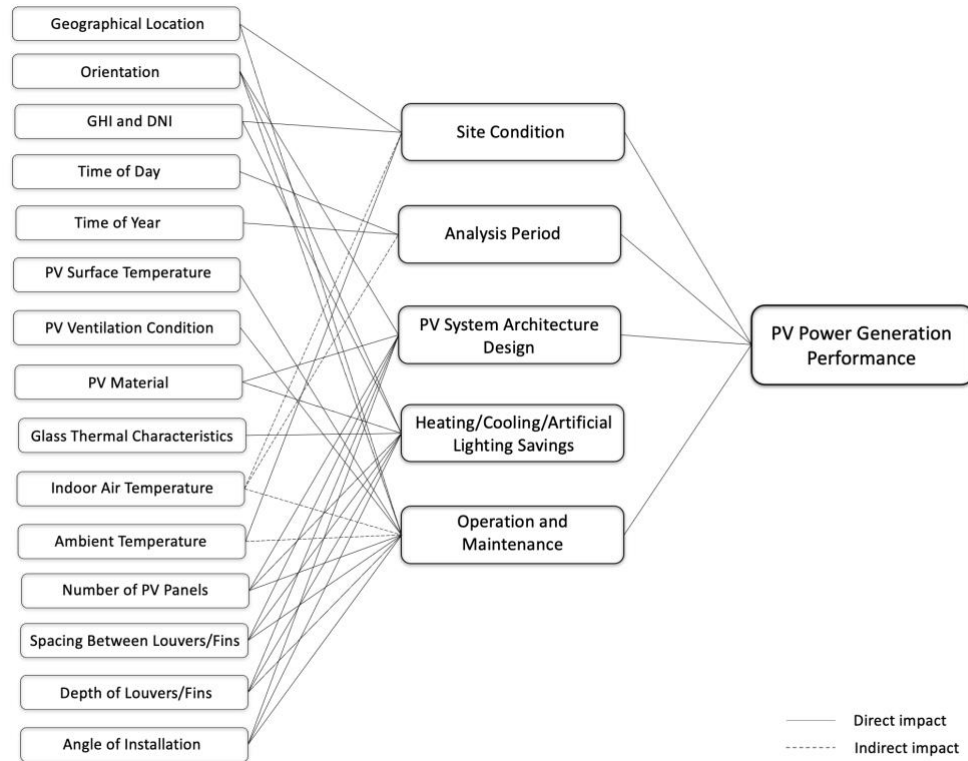 Geographical Location
Orientation
GHI and DNI
Time of Day
Time of Year
PV Surface Temperature
PV Ventilation Condition
PV Material
Glass Thermal Characteristics
Indoor Air Temperature
Ambient Temperature
Number of PV Panels
Spacing Between Louvers/Fins
Depth of Louvers/Fins
Angle of Installation
Site Condition
Analysis Period
PV System Architecture
Design
Heating/Cooling/Artificial
Lighting Savings
Operation and
Maintenance
PV Power Generation
Performance
Direct impact
Indirect impact